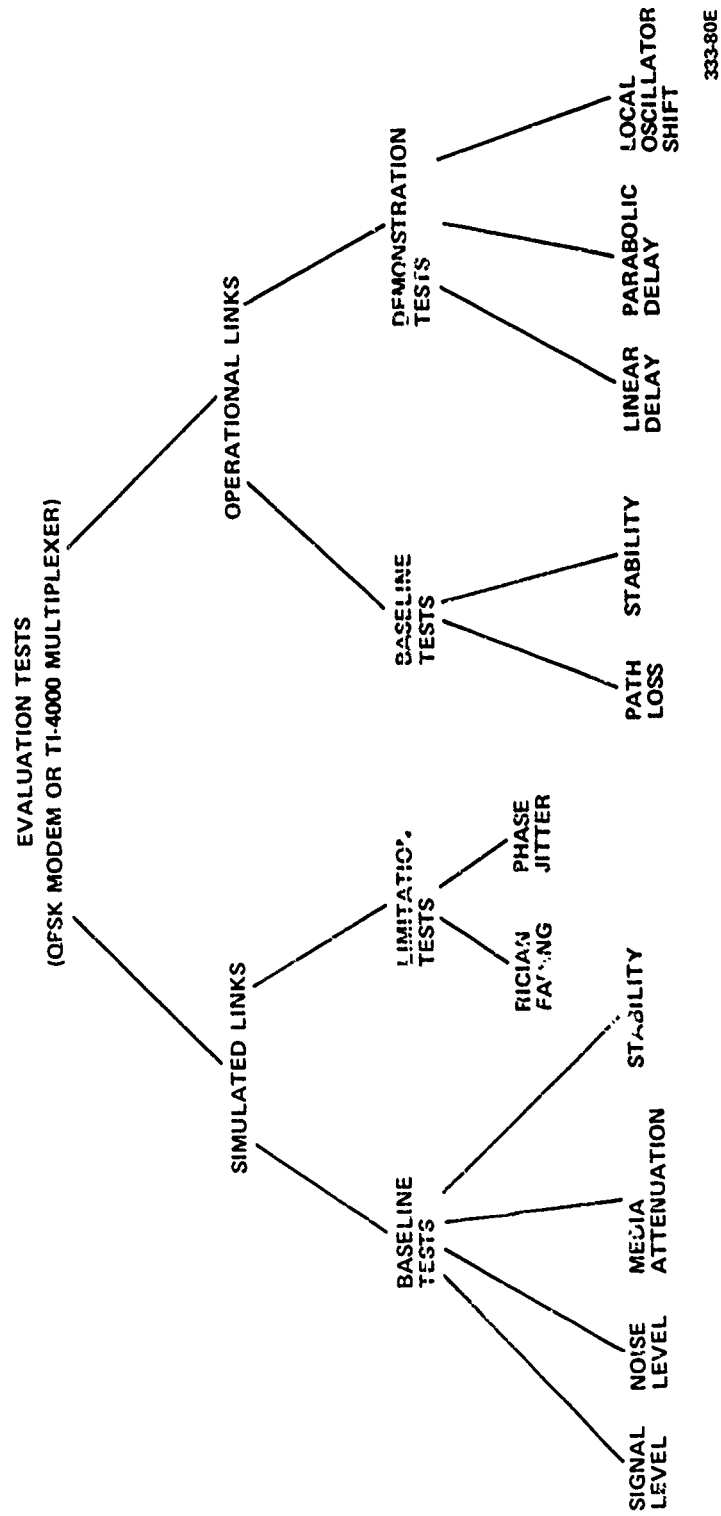 EVALUATION TESTS
(QPSK MODEM OR TI-4000 MULTIPLEXER)
SIMULATED LINKS
OPERATIONAL LINKS
BASELINE
TESTS
LIMITATION
TESTS
BASELINE
TESTS
DEMONSTRATION
TESTS
RICIAN
FADING
PHASE
JITTER
SIGNAL
LEVEL
NOISE
LEVEL
MEDIA
ATTENUATION
STABILITY
PATH
LOSS
STABILITY
LINEAR
DELAY
PARABOLIC
DELAY
LOCAL
OSCILLATOR
SHIFT
333-80E